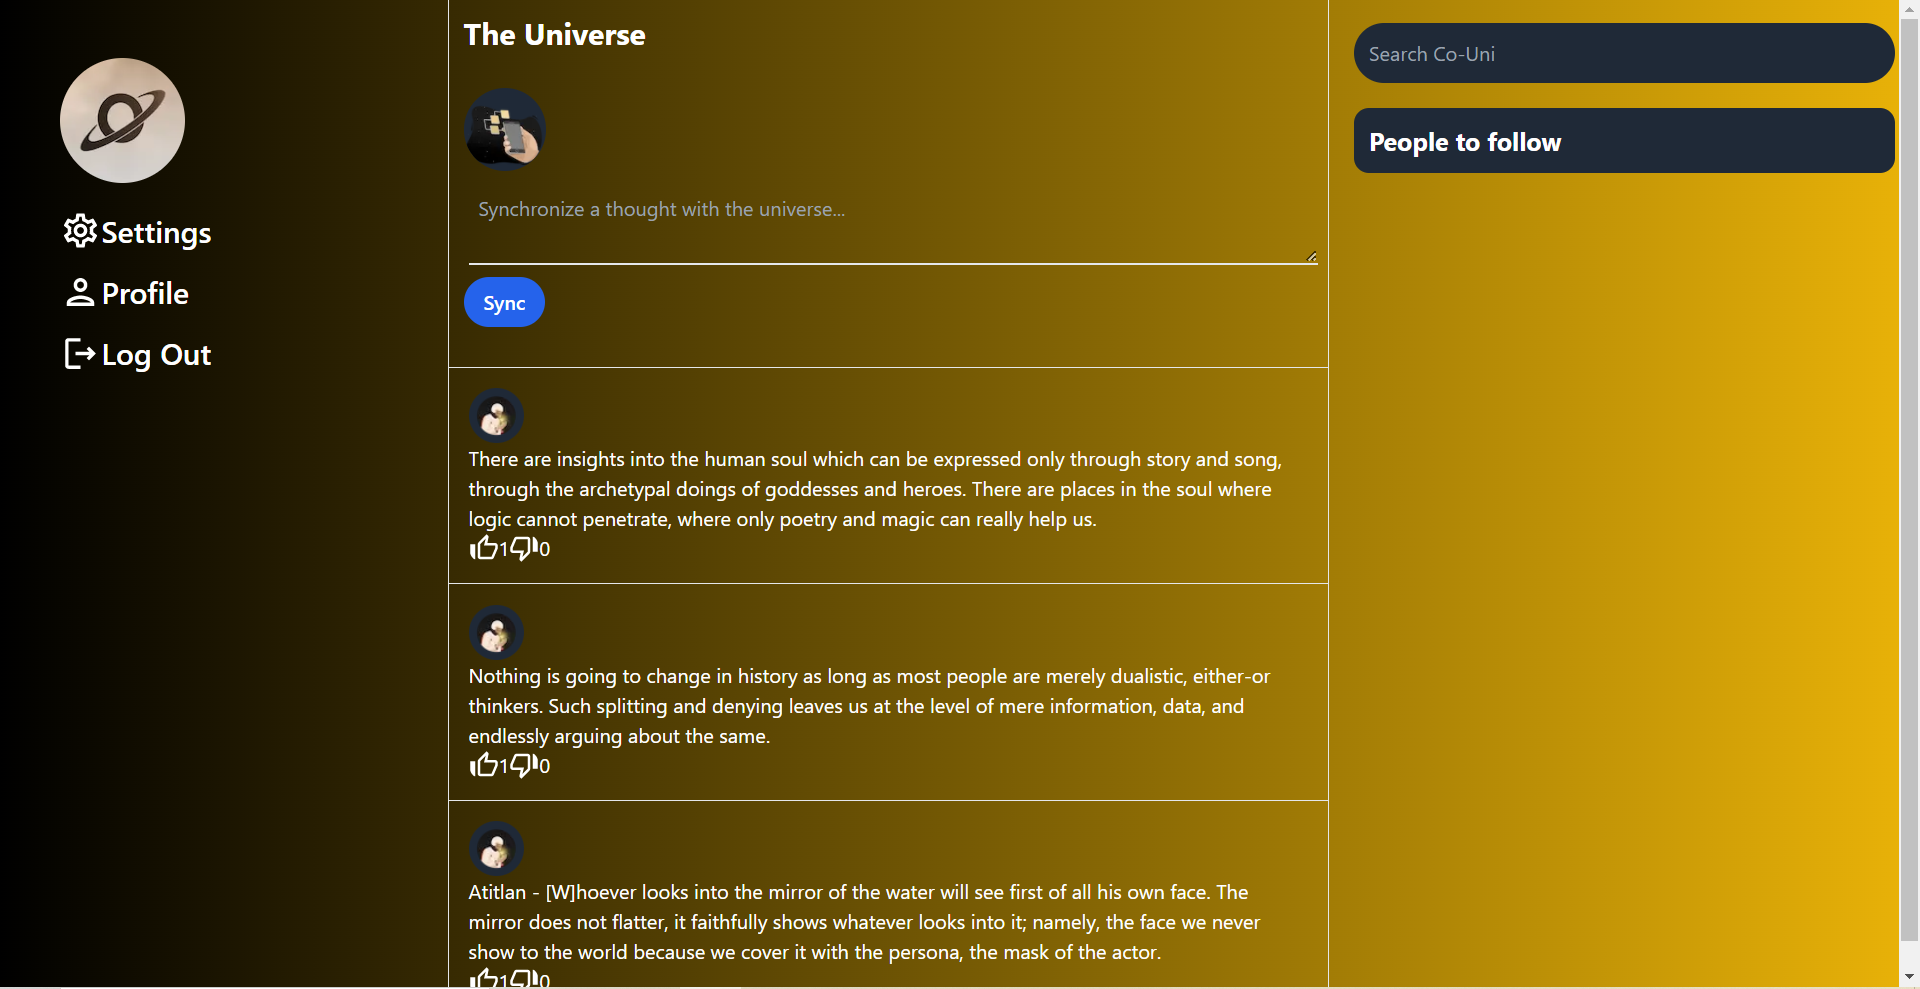 Settings
Profile
Log Out
The Universe
Synchronize a thought with the universe...
Sync
There are insights into the human soul which can be expressed only through story and song,
through the archetypal doings of goddesses and heroes. There are places in the soul where
logic cannot penetrate, where only poetry and magic can really help us.
1 0
Nothing is going to change in history as long as most people are merely dualistic, either-or
thinkers. Such splitting and denying leaves us at the level of mere information, data, and
endlessly arguing about the same.
1 0
Atitlan - [W]hoever looks into the mirror of the water will see first of all his own face. The
mirror does not flatter, it faithfully shows whatever looks into it; namely, the face we never
show to the world because we cover it with the persona, the mask of the actor.
1 0
Search Co-Uni
People to follow